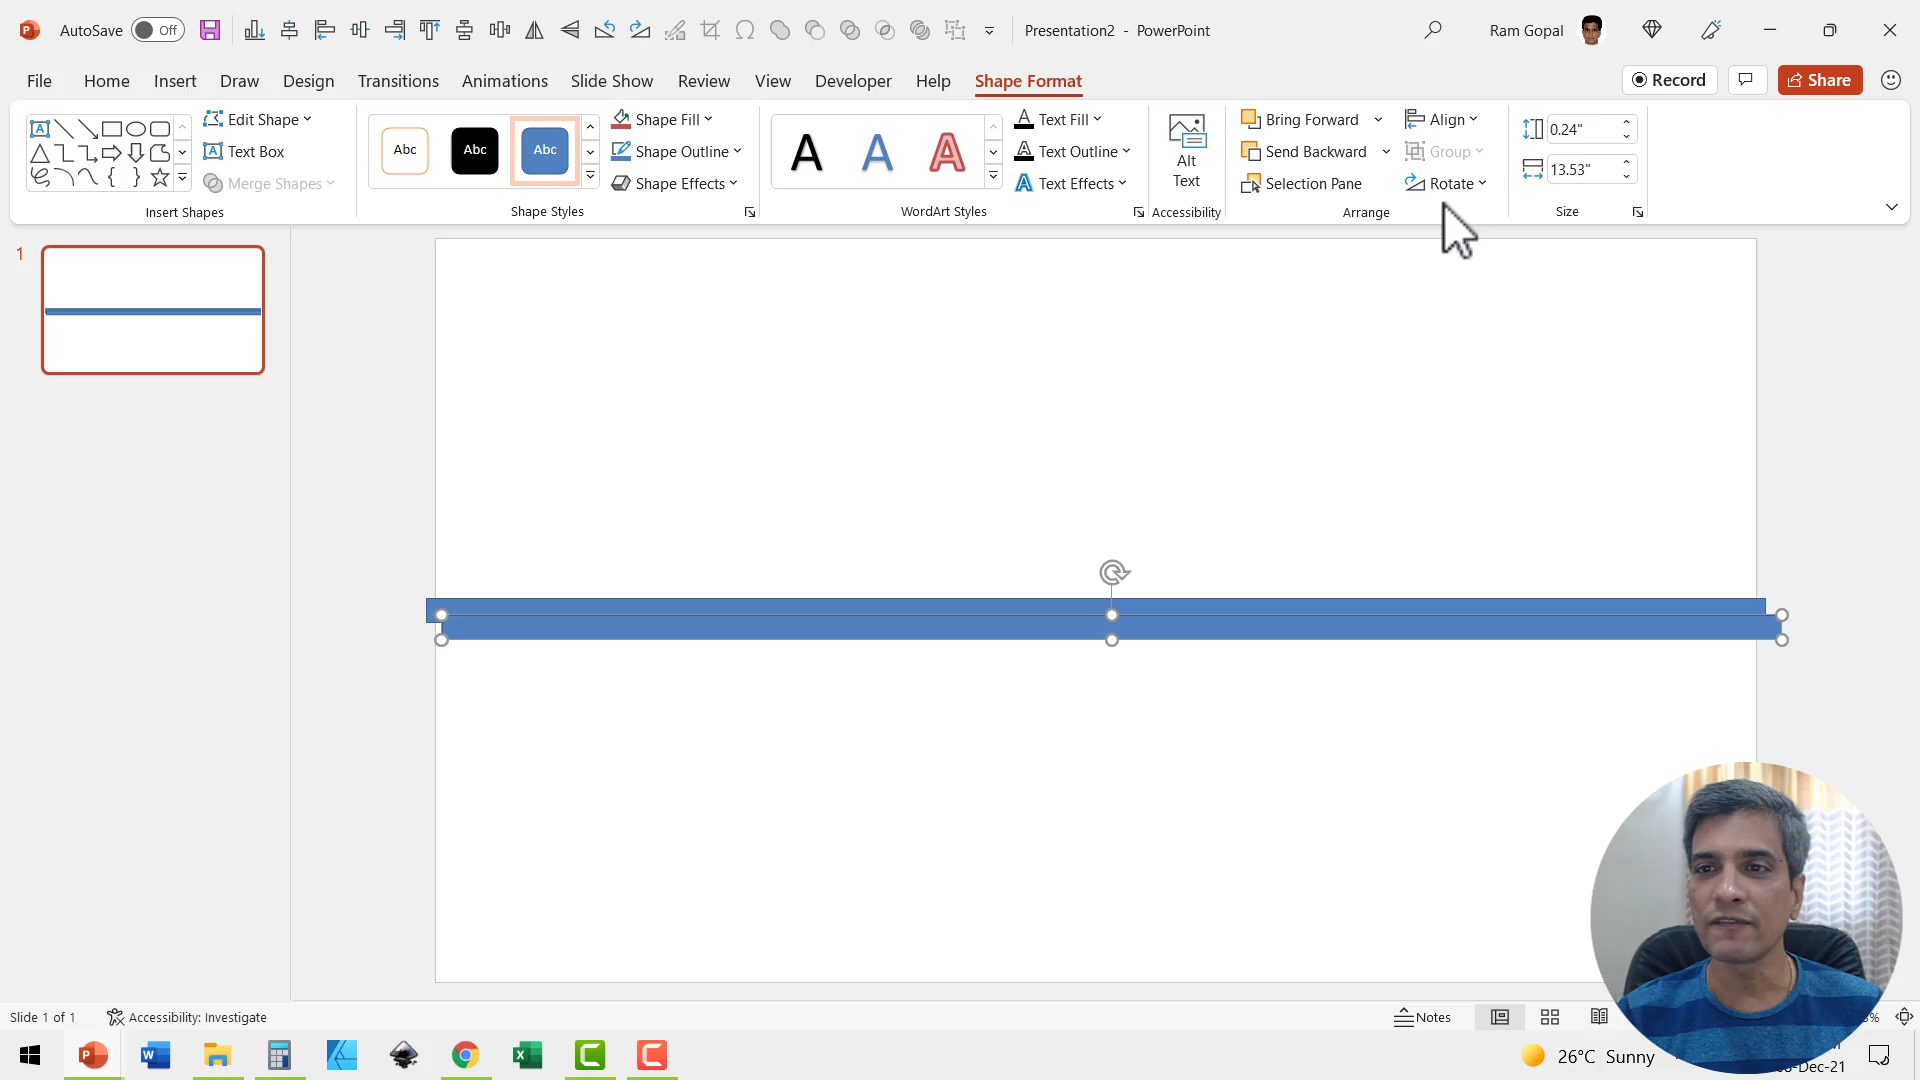 AutoSave Off Presentation2 - PowerPoint Ram Gopal
File Home Insert Draw Design Transitions Animations Slide Show Review View Developer Help Shape Format Record Share
Edit Shape
Text Box
Merge Shapes
Insert Shapes
Abc Abc Abc
Shape Fill
Shape Outline
Shape Effects
Shape Styles
A A A
Text Fill
Text Outline
Text Effects
WordArt Styles
Alt
Text
Accessibility
Bring Forward
Send Backward
Selection Pane
Align
Group
Rotate
Arrange
0.24"
13.53"
Size
1
Slide 1 of 1 Accessibility: Investigate Notes
26°C Sunny
-Dec-21